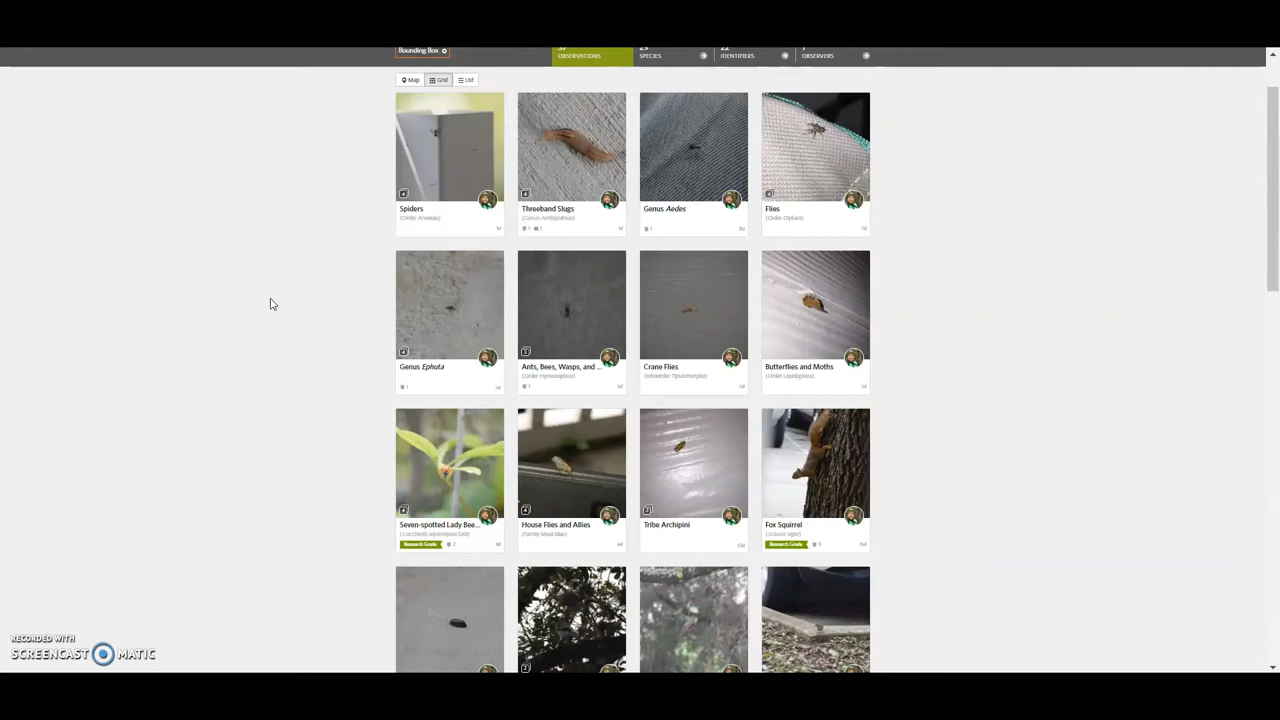 Bounding Box
OBSERVATIONS
SPECIES
IDENTIFIERS
OBSERVERS
Map Grid List
Spiders
(Order Araneae)
Threeband Slugs
Genus Aedes
Flies
(Order Diptera)
Genus Ephuta
Ants, Bees, Wasps, and ...
(Order Hymenoptera)
Crane Flies
(Infraorder Tipulomorpha)
Butterflies and Moths
(Order Lepidoptera)
Seven-spotted Lady Bee...
(Coccinella septempunctata)
Research Grade
House Flies and Allies
(Family Muscidae)
Tribe Archipini
Fox Squirrel
(Sciurus niger)
Research Grade
RECORDED WITH
SCREENCAST MATIC